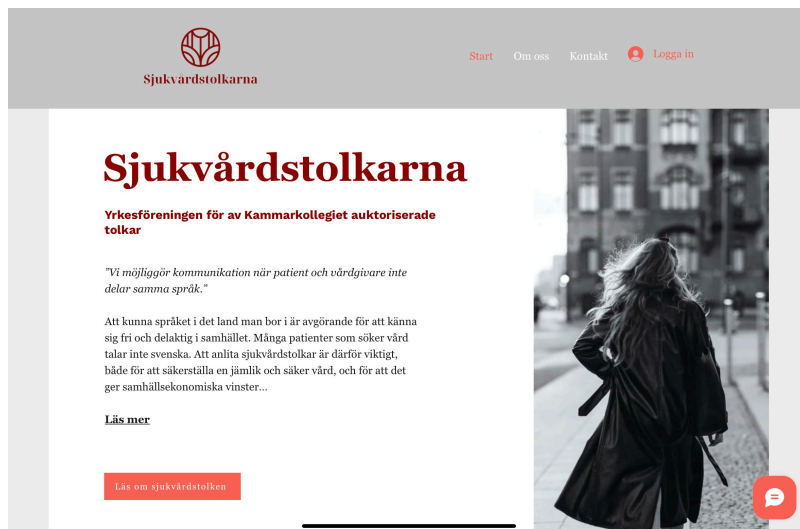 Sjukvårdstolkarna
Start Om oss Kontakt Logga in
Sjukvårdstolkarna
Yrkesföreningen för av Kammarkollegiet auktoriserade
tolkar
"Vi möjliggör kommunikation när patient och vårdgivare inte
delar samma språk."
Att kunna språket i det land man bor i är avgörande för att känna
sig fri och delaktig i samhället. Många patienter som söker vård
talar inte svenska. Att anlita sjukvårdstolkar är därför viktigt,
både för att säkerställa en jämlik och säker vård, och för att det
ger samhällsekonomiska vinster...
Läs mer
Läs om sjukvårdstolken